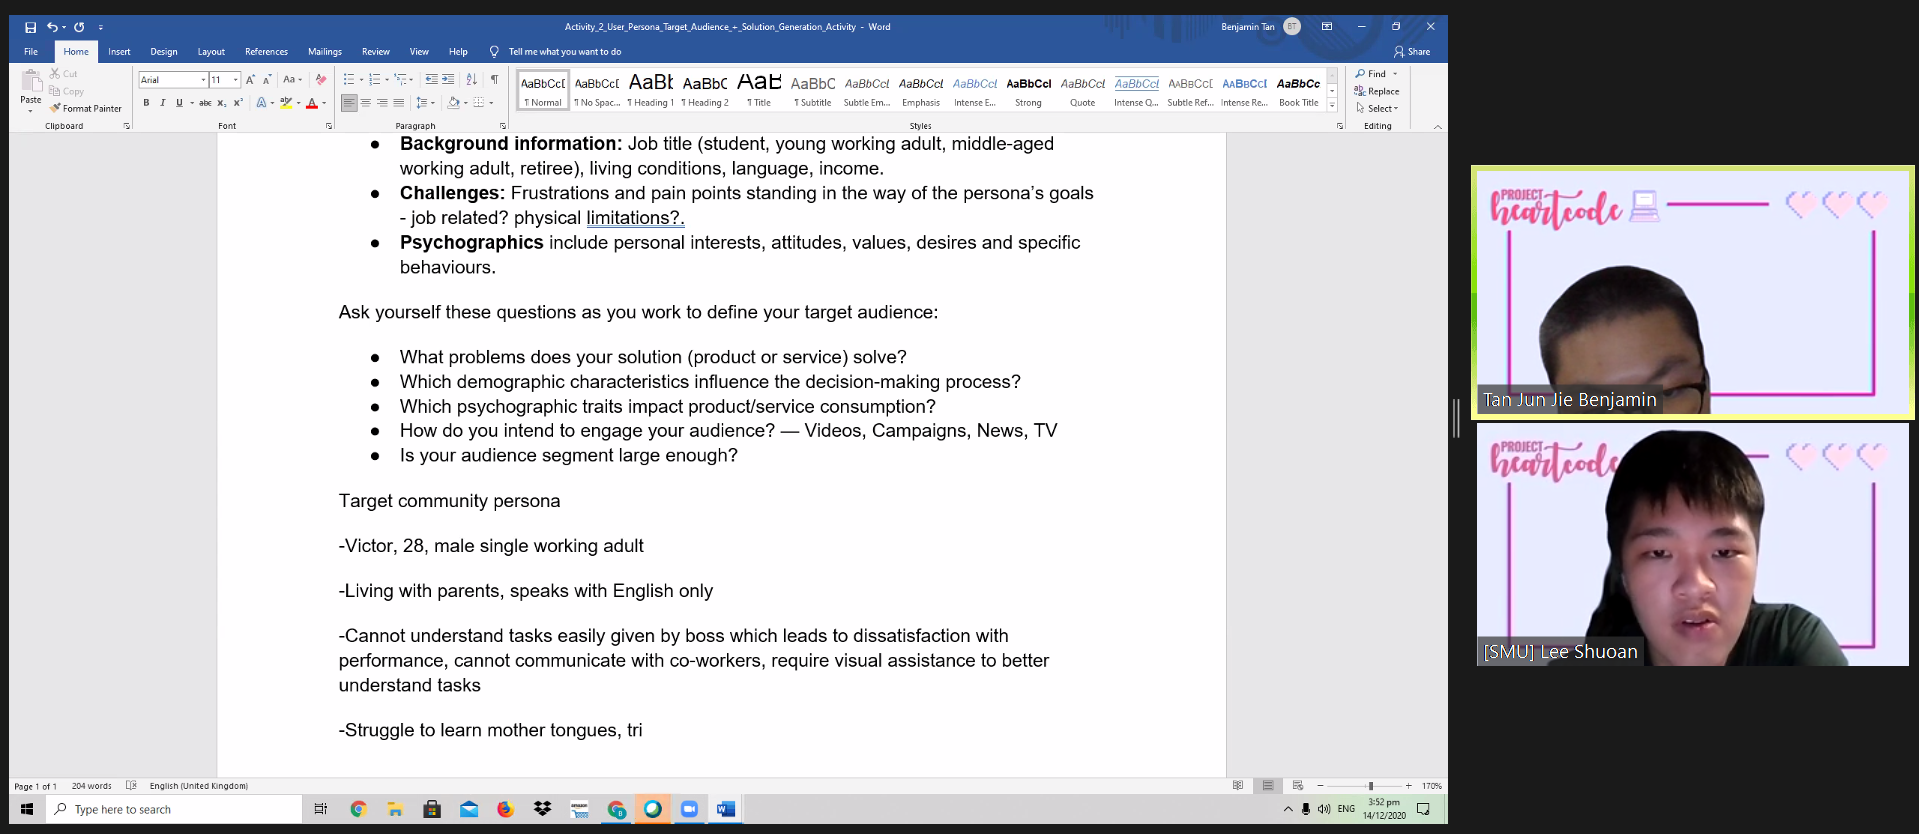 Activity_2_User_Persona_Target_Audience_+_Solution_Generation_Activity - Word
Benjamin Tan BT
File Home Insert Design Layout References Mailings Review View Help Tell me what you want to do Share
Paste
Cut
Copy
Format Painter
Clipboard
Arial 11
Font
Paragraph
AaBbCcI AaBbCcI AaBb( AaBbC AaB AaBbC AaBbCcl AaBbCcl AaBbCcl AaBbCcl AaBbCcl AaBbCcl AaBbCcI AaBbCcI AaBbCc
¶ Normal ¶ No Spac... ¶ Heading 1 ¶ Heading 2 ¶ Title ¶ Subtitle Subtle Em... Emphasis Intense E... Strong Quote Intense Q... Subtle Ref... Intense Re... Book Title
Styles
Find
Replace
Select
Editing
● Background information: Job title (student, young working adult, middle-aged
working adult, retiree), living conditions, language, income.
● Challenges: Frustrations and pain points standing in the way of the persona's goals
- job related? physical limitations?.
● Psychographics include personal interests, attitudes, values, desires and specific
behaviours.
Ask yourself these questions as you work to define your target audience:
● What problems does your solution (product or service) solve?
● Which demographic characteristics influence the decision-making process?
● Which psychographic traits impact product/service consumption?
● How do you intend to engage your audience? — Videos, Campaigns, News, TV
● Is your audience segment large enough?
Target community persona
-Victor, 28, male single working adult
-Living with parents, speaks with English only
-Cannot understand tasks easily given by boss which leads to dissatisfaction with
performance, cannot communicate with co-workers, require visual assistance to better
understand tasks
-Struggle to learn mother tongues, tri
Page 1 of 1 204 words English (United Kingdom) 170%
Type here to search
ENG
3:52 pm
14/12/2020
PROJECT
heartcode
Tan Jun Jie Benjamin
PROJECT
heartcode
[SMU] Lee Shuoan